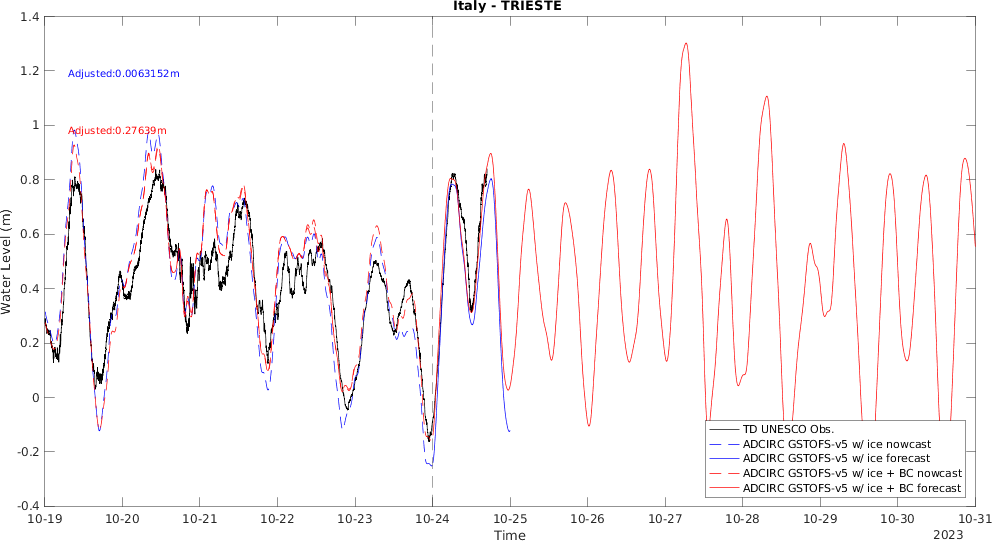 Italy - TRIESTE
1.4
1.2
1
0.8
0.6
0.4
0.2
0
-0.2
-0.4
Water Level (m)
Adjusted:0.0063152m
Adjusted:0.27639m
TD UNESCO Obs.
ADCIRC GSTOFS-v5 w/ ice nowcast
ADCIRC GSTOFS-v5 w/ ice forecast
ADCIRC GSTOFS-v5 w/ ice + BC nowcast
ADCIRC GSTOFS-v5 w/ ice + BC forecast
10-19 10-20 10-21 10-22 10-23 10-24 10-25 10-26 10-27 10-28 10-29 10-30 10-31
Time
2023